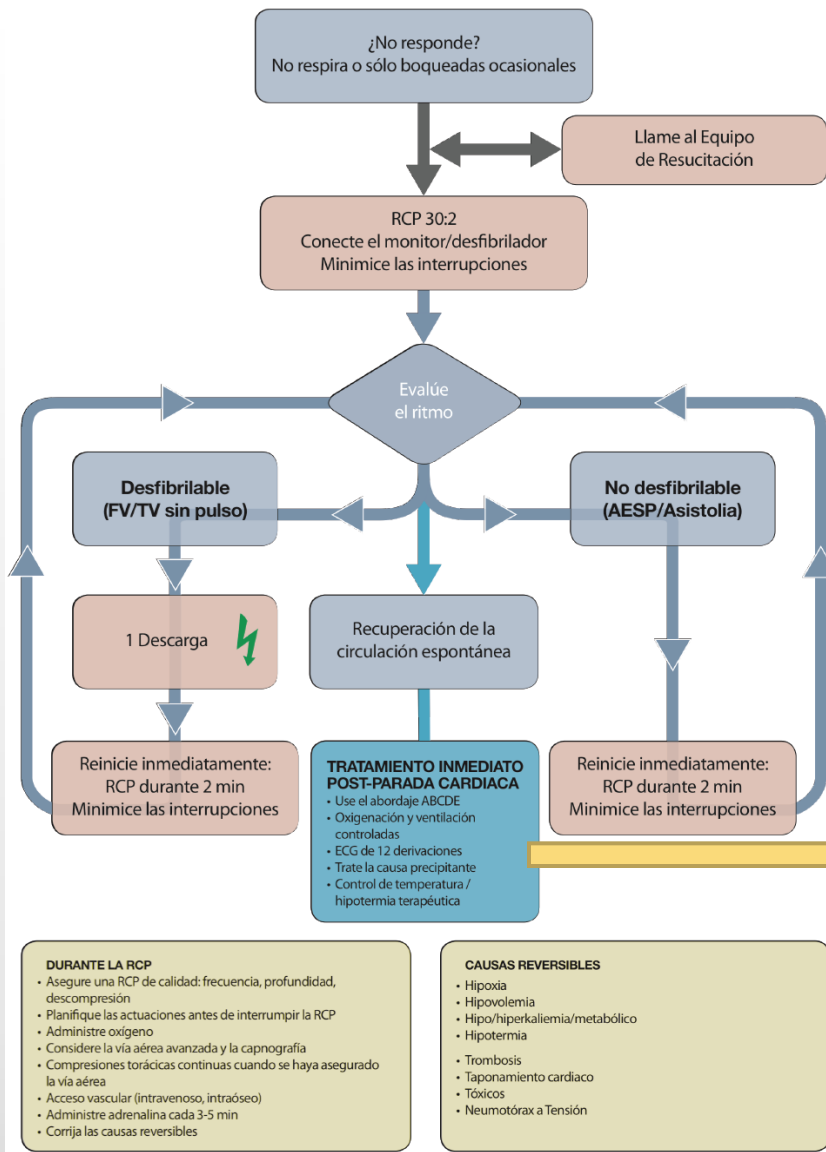 ¿No responde?
No respira o sólo boqueadas ocasionales
Llame al Equipo
de Resucitación
RCP 30:2
Conecte el monitor/desfibrilador
Minimice las interrupciones
Evalúe
el ritmo
Desfibrilable
(FV/TV sin pulso)
No desfibrilable
(AESP/Asistolia)
1 Descarga
Recuperación de la
circulación espontánea
Reinicie inmediatamente:
RCP durante 2 min
Minimice las interrupciones
TRATAMIENTO INMEDIATO
POST-PARADA CARDIACA
• Use el abordaje ABCDE
• Oxigenación y ventilación
controladas
• ECG de 12 derivaciones
• Trate la causa precipitante
• Control de temperatura /
hipotermia terapéutica
Reinicie inmediatamente:
RCP durante 2 min
Minimice las interrupciones
DURANTE LA RCP
• Asegure una RCP de calidad: frecuencia, profundidad,
descompresión
• Planifique las actuaciones antes de interrumpir la RCP
• Administre oxígeno
• Considere la vía aérea avanzada y la capnografía
• Compresiones torácicas continuas cuando se haya asegurado
la vía aérea
• Acceso vascular (intravenoso, intraóseo)
• Administre adrenalina cada 3-5 min
• Corrija las causas reversibles
CAUSAS REVERSIBLES
• Hipoxia
• Hipovolemia
• Hipo/hiperkaliemia/metabólico
• Hipotermia
• Trombosis
• Taponamiento cardiaco
• Tóxicos
• Neumotórax a Tensión